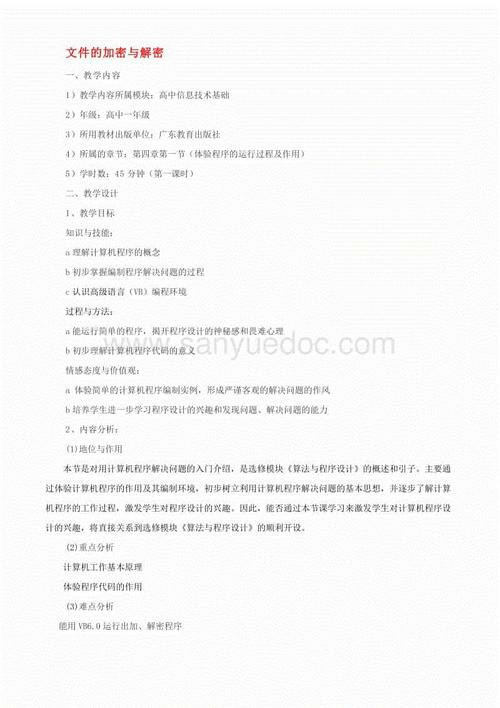 文件的加密与解密
一、教学内容
1）教学内容所属模块：高中信息技术基础
2）年级：高中一年级
3）所用教材出版单位：广东教育出版社
4）所属的章节：第四章第一节（体验程序的运行过程及作用）
5）学时数：45 分钟（第一课时）
二、教学设计
1、教学目标
知识与技能：
a 理解计算机程序的概念
b 初步掌握编制程序解决问题的过程
c 认识高级语言（VB）编程环境
过程与方法：
a 能运行简单的程序，揭开程序设计的神秘感和畏难心理
www.sanyuedoc.com
b 初步理解计算机程序代码的意义
情感态度与价值观：
a 体验简单的计算机程序编制实例，形成严谨客观的解决问题的作风
b 培养学生进一步学习程序设计的兴趣和发现问题、解决问题的能力
2、内容分析：
(1)地位与作用
本节是对用计算机程序解决问题的入门介绍，是选修模块《算法与程序设计》的概述和引子。主要通
过体验计算机程序的作用及其编制环境，初步树立利用计算机程序解决问题的基本思想，并逐步了解计算
机程序的工作过程，激发学生对程序设计的兴趣。因此，能否通过本节课学习来激发学生对计算机程序设
计的兴趣，将直接关系到选修模块《算法与程序设计》的顺利开设。
(2)重点分析
计算机工作基本原理
体验程序代码的作用
(3)难点分析
能用 VB6.0 运行出加、解密程序